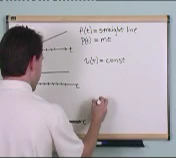 P(t) = straight line
P(t) = mt
t
v(t) = const
t